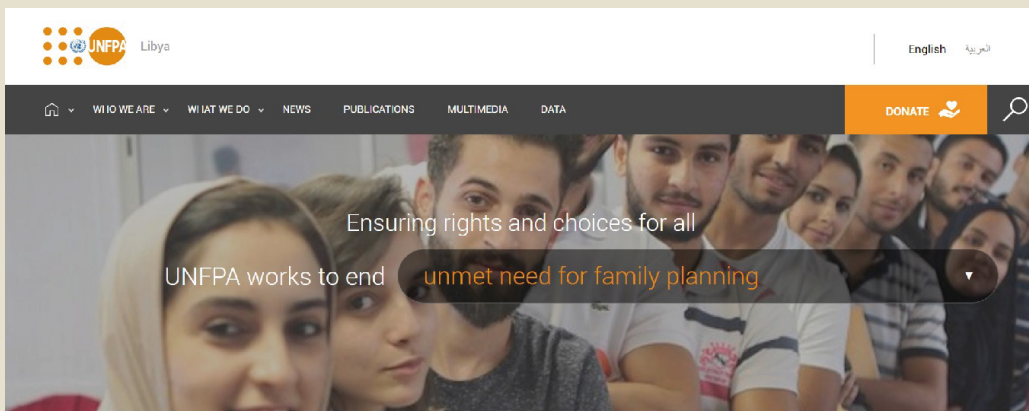 UNFPA Libya
English العربية
WHO WE ARE WHAT WE DO NEWS PUBLICATIONS MULTIMEDIA DATA DONATE
Ensuring rights and choices for all
UNFPA works to end unmet need for family planning